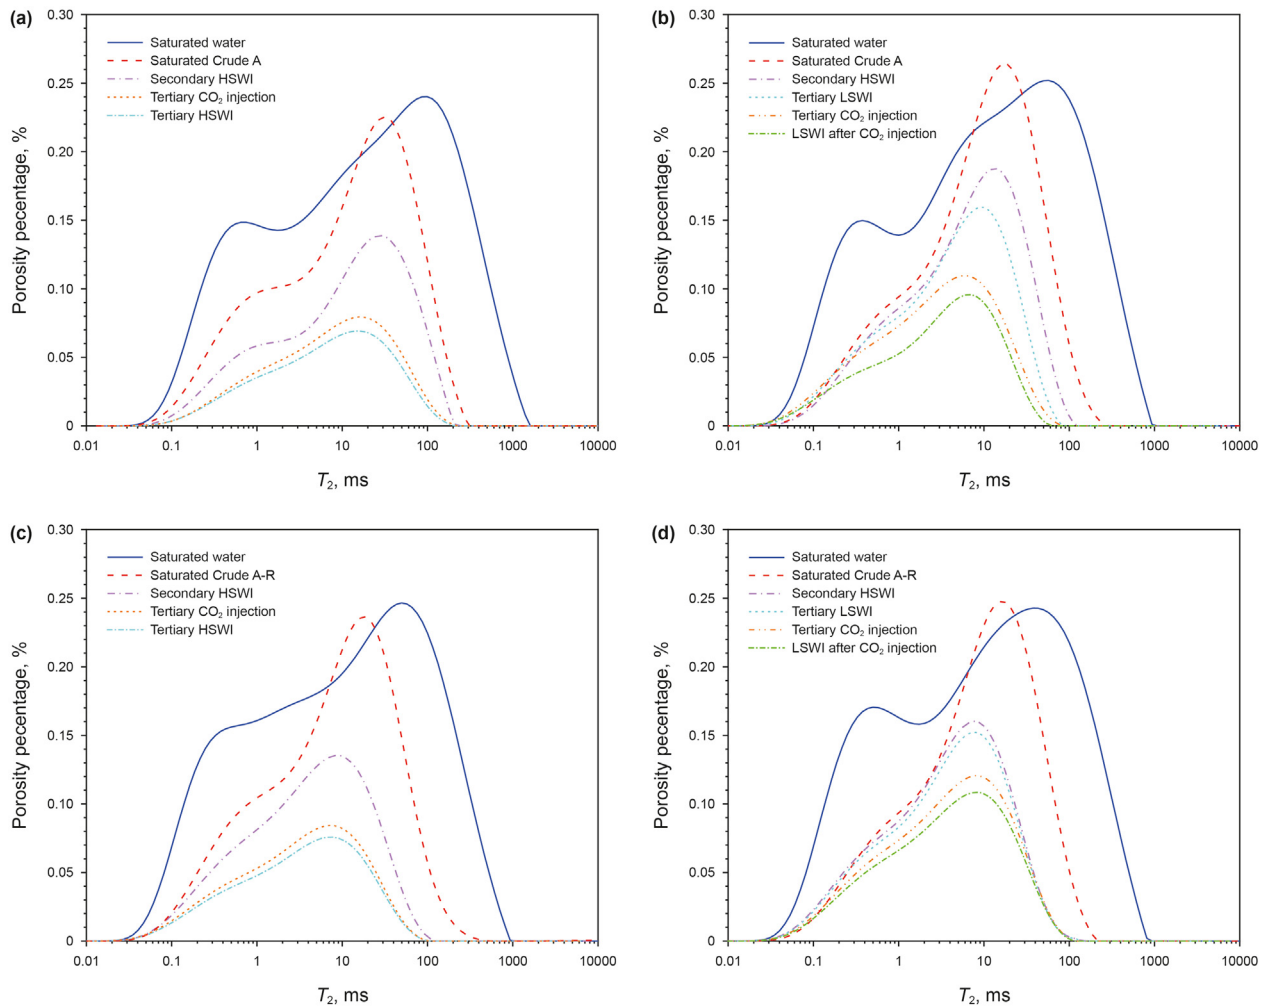 (a)
0.30
0.25
0.20
0.15
0.10
0.05
0
Porosity pecentage, %
Saturated water
Saturated Crude A
Secondary HSWI
Tertiary CO₂ injection
Tertiary HSWI
0.01 0.1 1 10 100 1000 10000
T₂, ms
(b)
0.30
0.25
0.20
0.15
0.10
0.05
0
Porosity pecentage, %
Saturated water
Saturated Crude A
Secondary HSWI
Tertiary LSWI
Tertiary CO₂ injection
LSWI after CO₂ injection
0.01 0.1 1 10 100 1000 10000
T₂, ms
(c)
0.30
0.25
0.20
0.15
0.10
0.05
0
Porosity pecentage, %
Saturated water
Saturated Crude A-R
Secondary HSWI
Tertiary CO₂ injection
Tertiary HSWI
0.01 0.1 1 10 100 1000 10000
T₂, ms
(d)
0.30
0.25
0.20
0.15
0.10
0.05
0
Porosity pecentage, %
Saturated water
Saturated Crude A-R
Secondary HSWI
Tertiary LSWI
Tertiary CO₂ injection
LSWI after CO₂ injection
0.01 0.1 1 10 100 1000 10000
T₂, ms